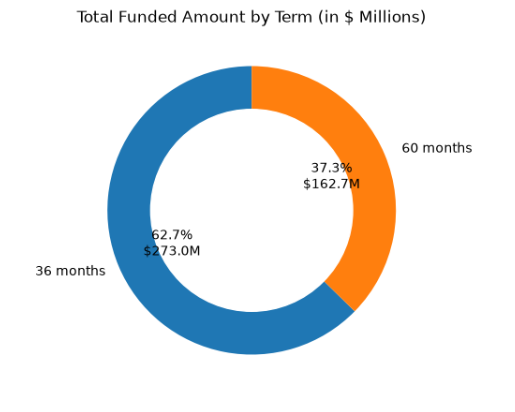 Total Funded Amount by Term (in $ Millions)
60 months
37.3%
$162.7M
62.7%
$273.0M
36 months